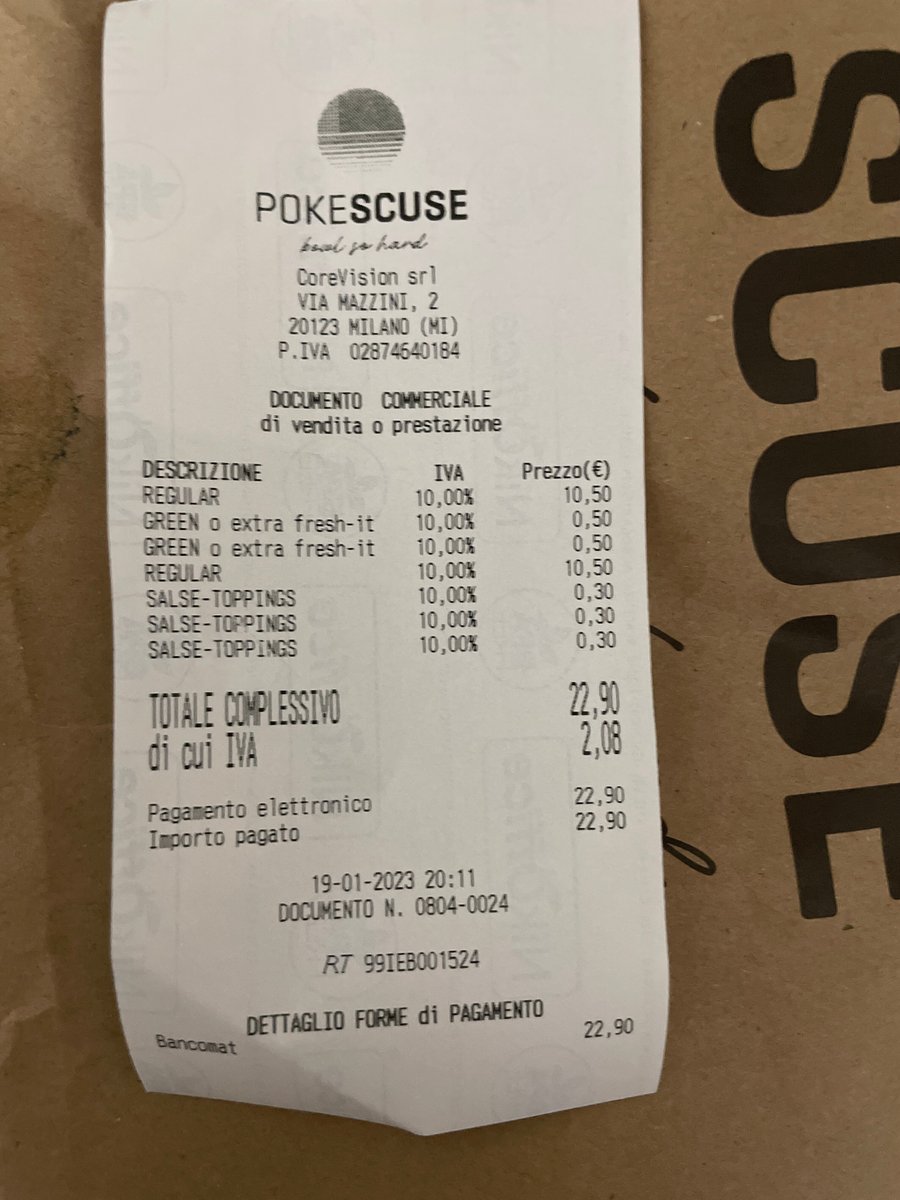 POKESCUSE
bowl so hard
CoreVision srl
VIA MAZZINI, 2
20123 MILANO (MI)
P.IVA 02874640184
DOCUMENTO COMMERCIALE
di vendita o prestazione
DESCRIZIONE IVA Prezzo(€)
REGULAR 10,00% 10,50
GREEN o extra fresh-it 10,00% 0,50
GREEN o extra fresh-it 10,00% 0,50
REGULAR 10,00% 10,50
SALSE-TOPPINGS 10,00% 0,30
SALSE-TOPPINGS 10,00% 0,30
SALSE-TOPPINGS 10,00% 0,30
TOTALE COMPLESSIVO 22,90
di cui IVA 2,08
Pagamento elettronico 22,90
Importo pagato 22,90
19-01-2023 20:11
DOCUMENTO N. 0804-0024
RT 99IEB001524
DETTAGLIO FORME di PAGAMENTO
Bancomat 22,90
SCUSE